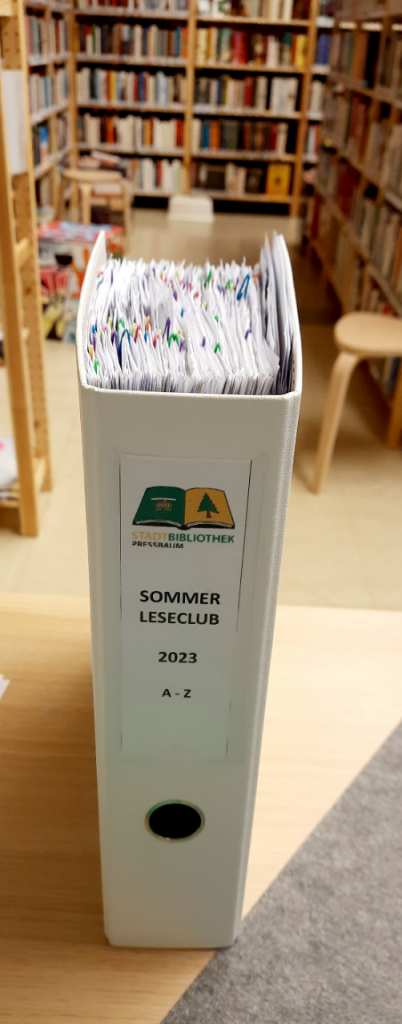 STADTBIBLIOTHEK
PRESSBAUM
SOMMER
LESECLUB
2023
A - Z